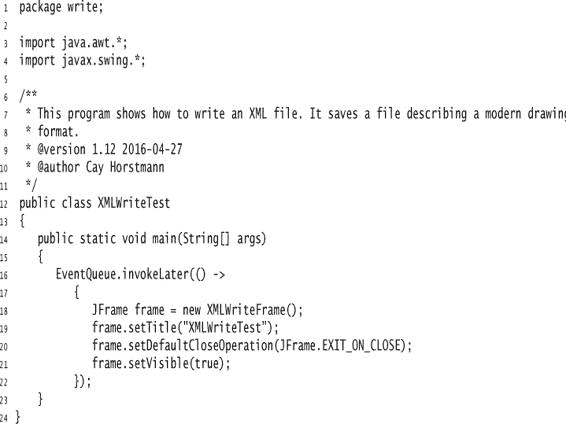 1 package write;
2
3 import java.awt.*;
4 import javax.swing.*;
5
6 /**
7  * This program shows how to write an XML file. It saves a file describing a modern drawing
8  * format.
9  * @version 1.12 2016-04-27
10  * @author Cay Horstmann
11  */
12 public class XMLWriteTest
13 {
14    public static void main(String[] args)
15    {
16       EventQueue.invokeLater(() ->
17          {
18             JFrame frame = new XMLWriteFrame();
19             frame.setTitle("XMLWriteTest");
20             frame.setDefaultCloseOperation(JFrame.EXIT_ON_CLOSE);
21             frame.setVisible(true);
22          });
23    }
24 }